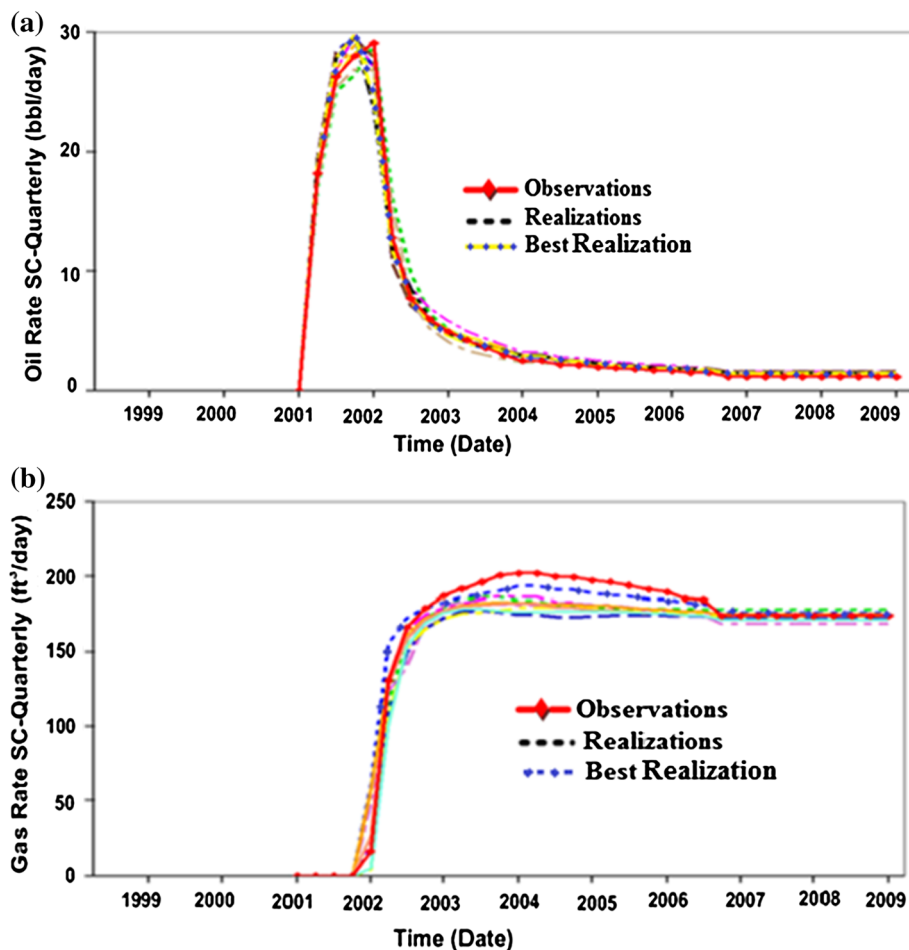 (a)
Oil Rate SC-Quarterly (bbl/day)
30
20
10
0
Observations
Realizations
Best Realization
1999 2000 2001 2002 2003 2004 2005 2006 2007 2008 2009
Time (Date)
(b)
Gas Rate SC-Quarterly (ft³/day)
250
200
150
100
50
0
Observations
Realizations
Best Realization
1999 2000 2001 2002 2003 2004 2005 2006 2007 2008 2009
Time (Date)